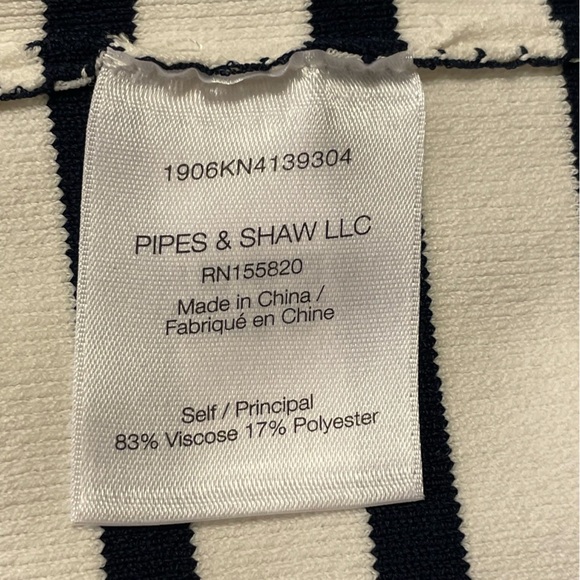 1906KN4139304
PIPES & SHAW LLC
RN155820
Made in China /
Fabriqué en Chine
Self / Principal
83% Viscose 17% Polyester